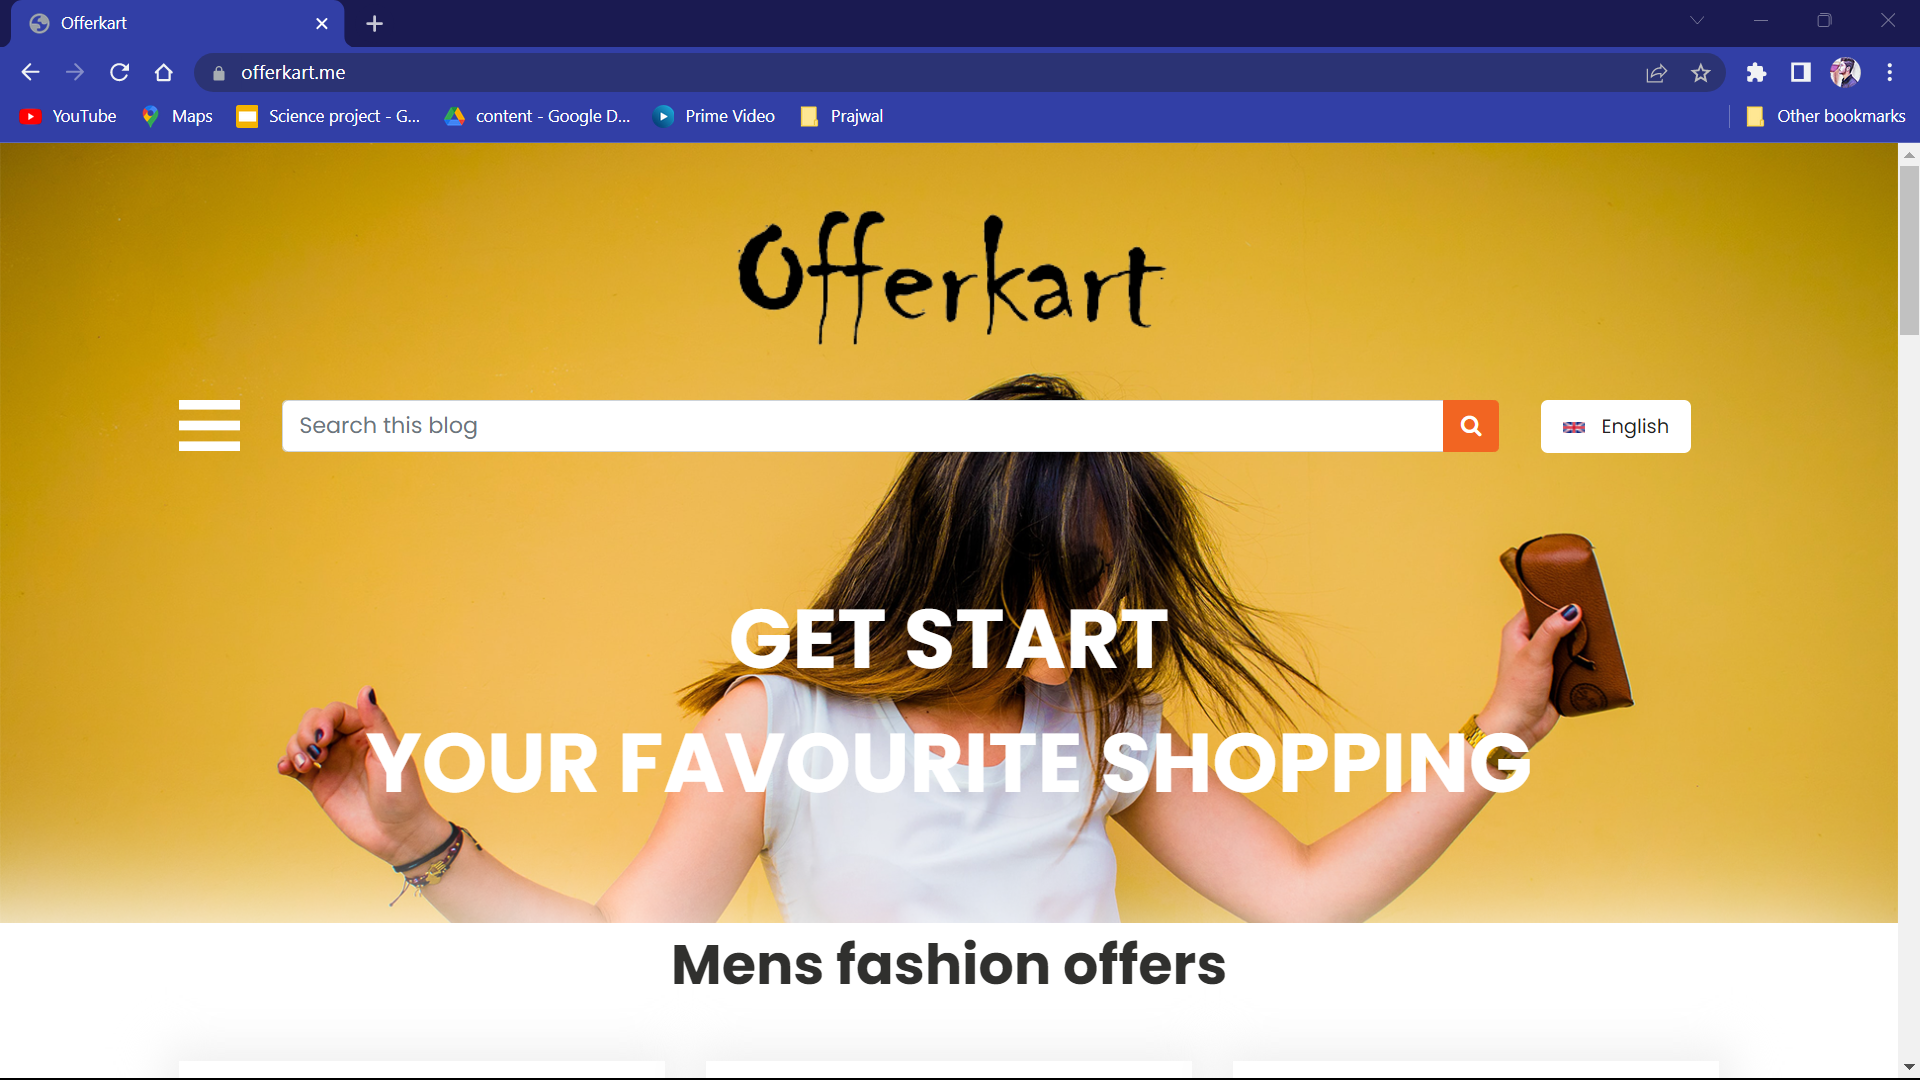 Offerkart
offerkart.me
YouTube
Maps
Science project - G...
content - Google D...
Prime Video
Prajwal
Other bookmarks
Offerkart
Search this blog
English
GET START
YOUR FAVOURITE SHOPPING
Mens fashion offers